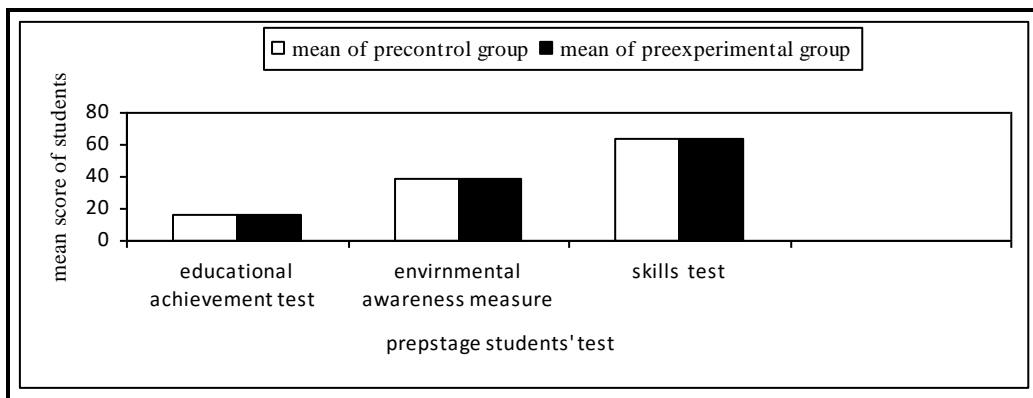 mean of precontrol group mean of preexperimental group
mean score of students
80
60
40
20
0
educational
achievement test
envirnmental
awareness measure
skills test
prepstage students' test